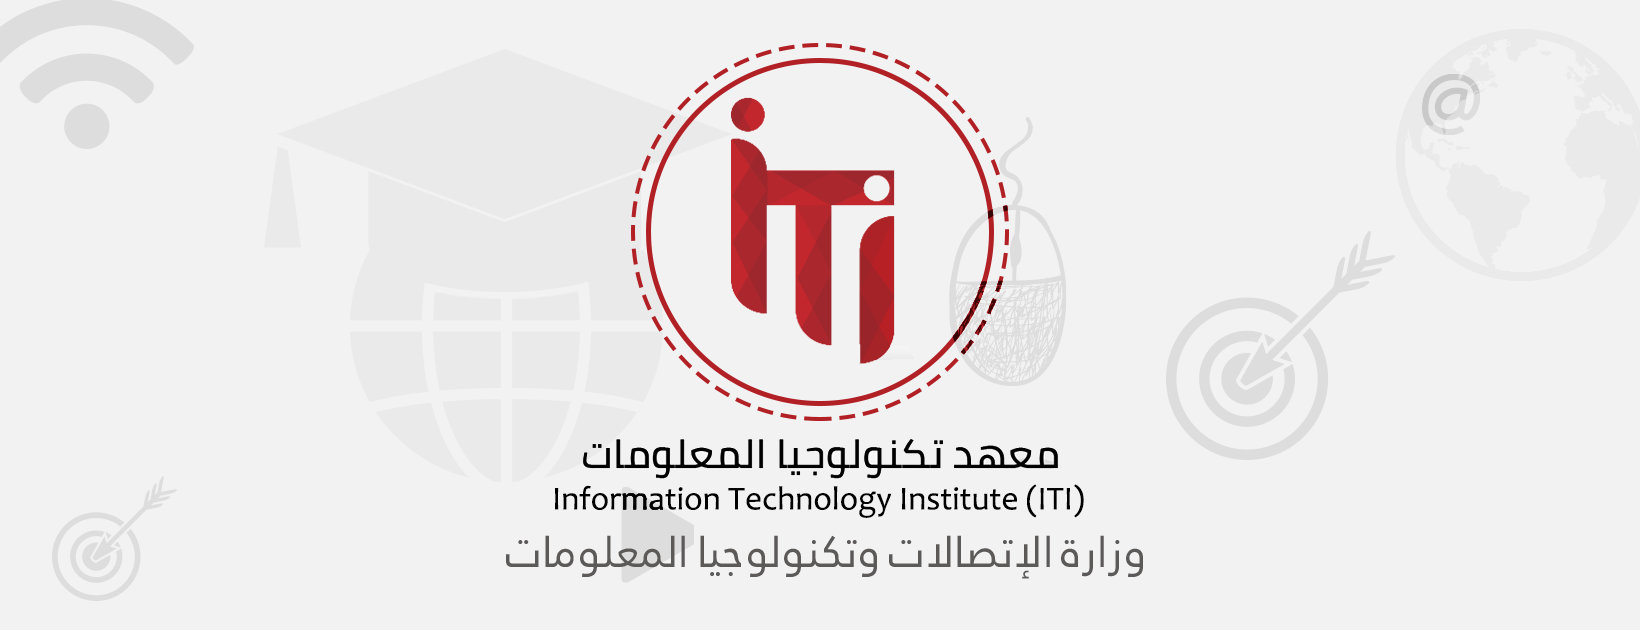 @
iTi
معهد تكنولوجيا المعلومات
Information Technology Institute (ITI)
وزارة الإتصالات وتكنولوجيا المعلومات